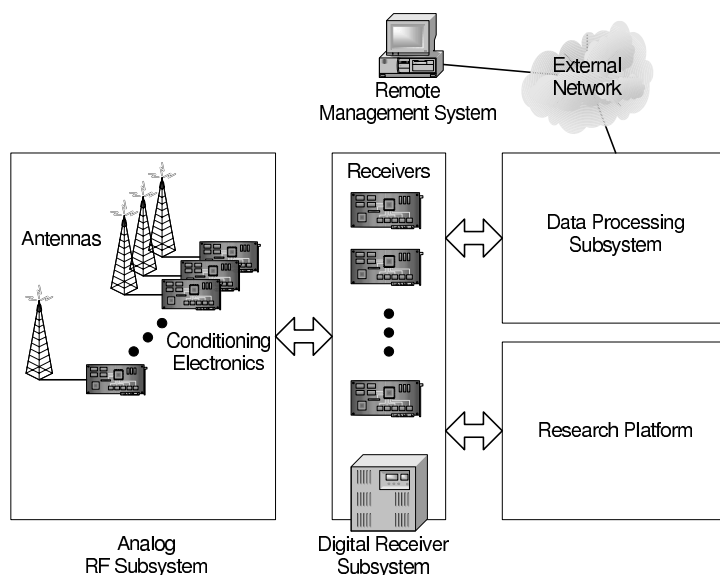 Remote
Management System
External
Network
Antennas
Conditioning
Electronics
Receivers
Data Processing
Subsystem
Research Platform
Analog
RF Subsystem
Digital Receiver
Subsystem